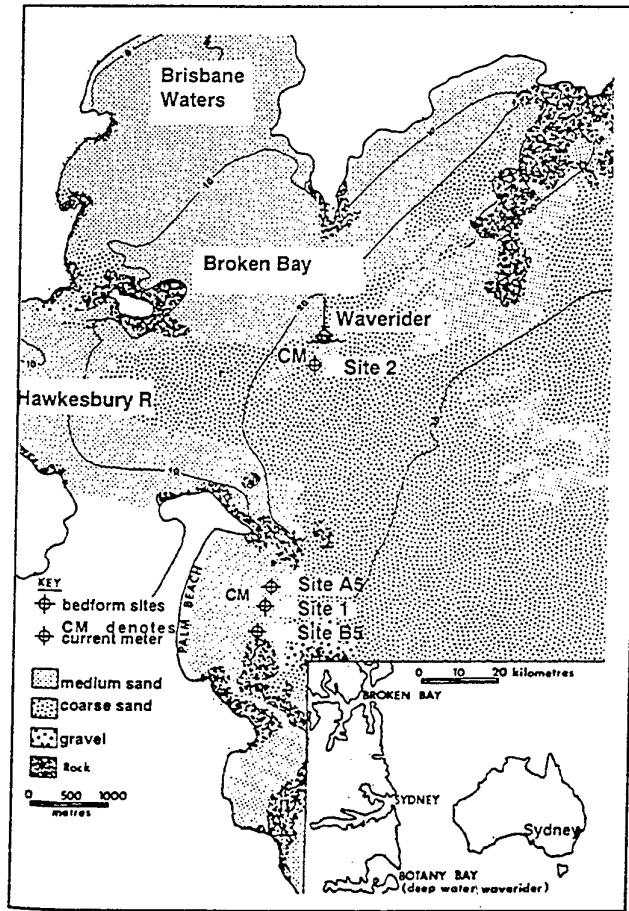 Brisbane
Waters
10
Broken Bay
Waverider
CM
Site 2
Hawkesbury R.
10
10
PALM BEACH
CM
Site A5
Site 1
Site B5
KEY
bedform sites
CM denotes
current meter
medium sand
coarse sand
gravel
Rock
0 500 1000
metres
0 10 20 kilometres
BROKEN BAY
SYDNEY
BOTANY BAY
(deep water waverider)
Sydney